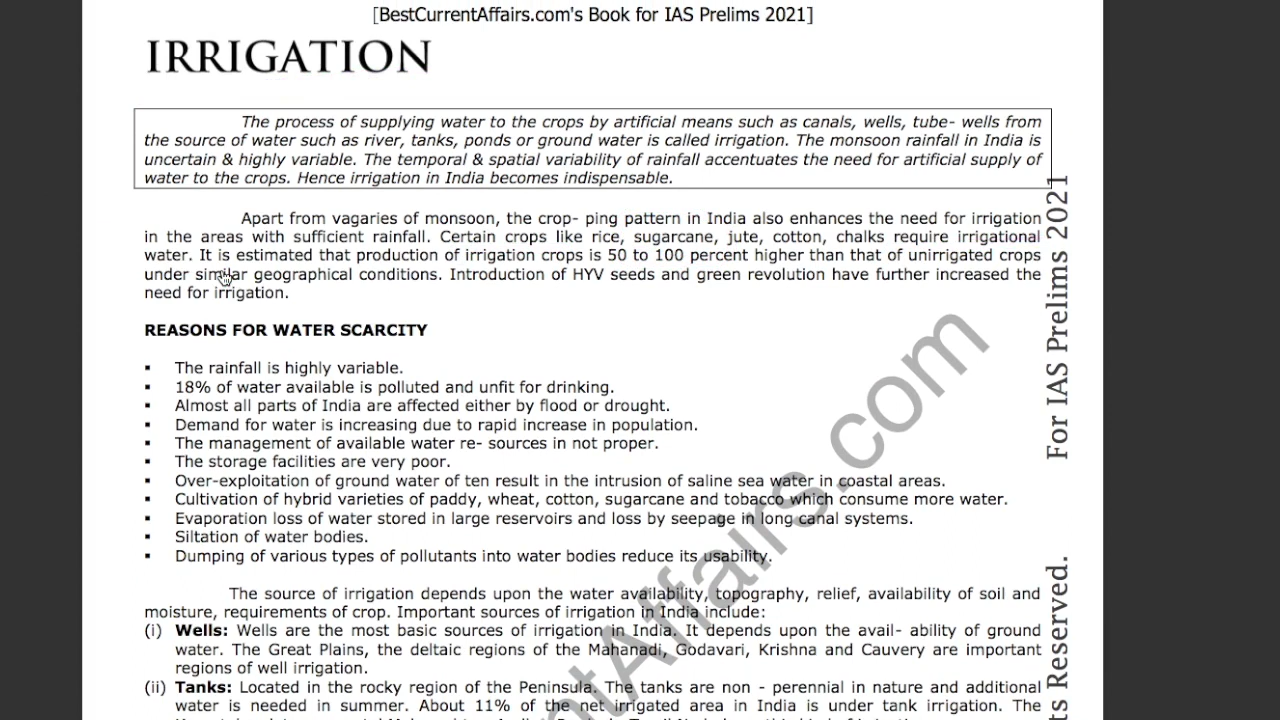 [BestCurrentAffairs.com's Book for IAS Prelims 2021]
IRRIGATION
The process of supplying water to the crops by artificial means such as canals, wells, tube- wells from
the source of water such as river, tanks, ponds or ground water is called irrigation. The monsoon rainfall in India is
uncertain & highly variable. The temporal & spatial variability of rainfall accentuates the need for artificial supply of
water to the crops. Hence irrigation in India becomes indispensable.
Apart from vagaries of monsoon, the crop- ping pattern in India also enhances the need for irrigation
in the areas with sufficient rainfall. Certain crops like rice, sugarcane, jute, cotton, chalks require irrigational
water. It is estimated that production of irrigation crops is 50 to 100 percent higher than that of unirrigated crops
under similar geographical conditions. Introduction of HYV seeds and green revolution have further increased the
need for irrigation.
REASONS FOR WATER SCARCITY
▪ The rainfall is highly variable.
▪ 18% of water available is polluted and unfit for drinking.
▪ Almost all parts of India are affected either by flood or drought.
▪ Demand for water is increasing due to rapid increase in population.
▪ The management of available water re- sources in not proper.
▪ The storage facilities are very poor.
▪ Over-exploitation of ground water of ten result in the intrusion of saline sea water in coastal areas.
▪ Cultivation of hybrid varieties of paddy, wheat, cotton, sugarcane and tobacco which consume more water.
▪ Evaporation loss of water stored in large reservoirs and loss by seepage in long canal systems.
▪ Siltation of water bodies.
▪ Dumping of various types of pollutants into water bodies reduce its usability.
The source of irrigation depends upon the water availability, topography, relief, availability of soil and
moisture, requirements of crop. Important sources of irrigation in India include:
(i) Wells: Wells are the most basic sources of irrigation in India. It depends upon the avail- ability of ground
water. The Great Plains, the deltaic regions of the Mahanadi, Godavari, Krishna and Cauvery are important
regions of well irrigation.
(ii) Tanks: Located in the rocky region of the Peninsula. The tanks are non - perennial in nature and additional
water is needed in summer. About 11% of the net irrigated area in India is under tank irrigation. The
For IAS Prelims 2021
ts Reserved.
ntAffairs.com